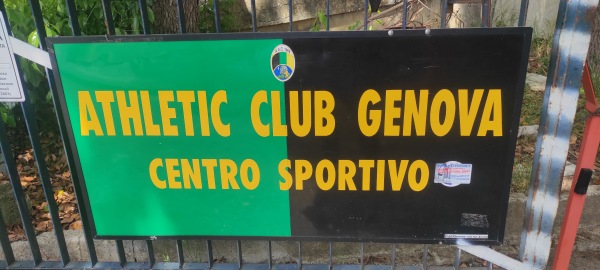 ATHLETIC CLUB GENOVA
CENTRO SPORTIVO